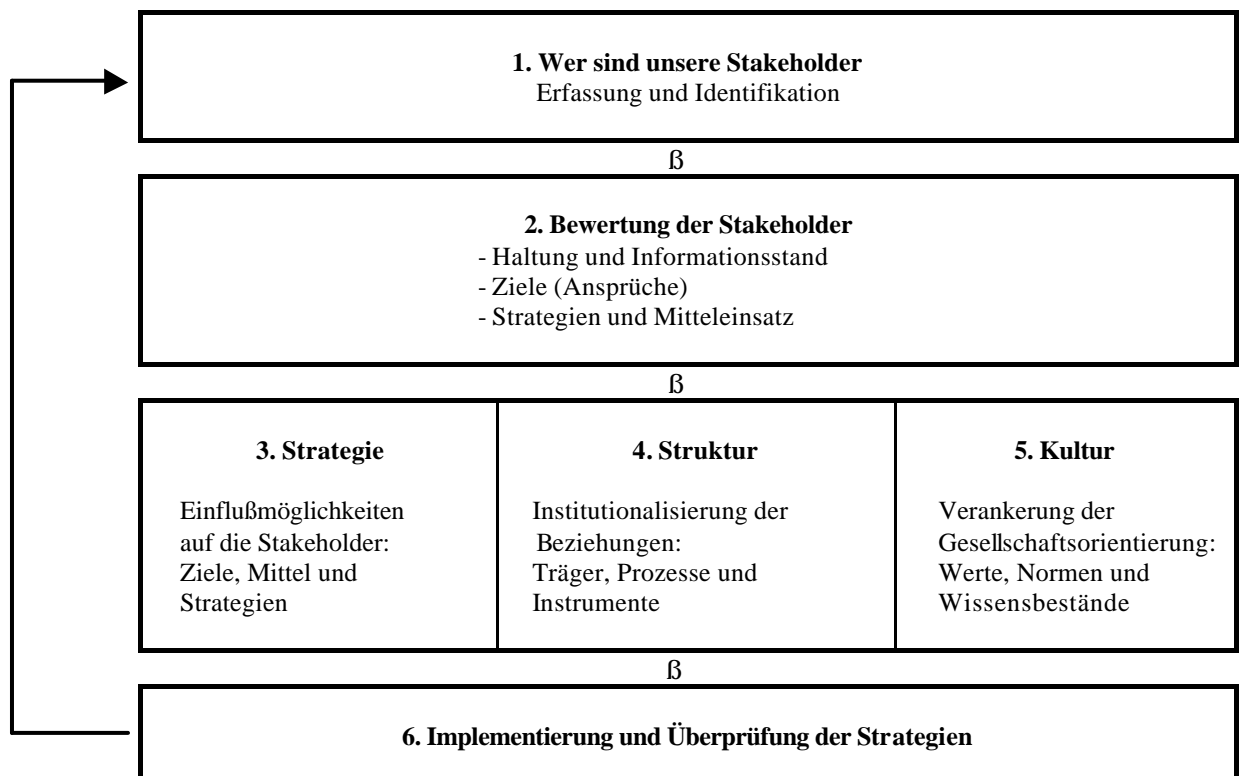 1. Wer sind unsere Stakeholder
Erfassung und Identifikation
ß
2. Bewertung der Stakeholder
- Haltung und Informationsstand
- Ziele (Ansprüche)
- Strategien und Mitteleinsatz
ß
3. Strategie
Einflußmöglichkeiten
auf die Stakeholder:
Ziele, Mittel und
Strategien
4. Struktur
Institutionalisierung der
Beziehungen:
Träger, Prozesse und
Instrumente
5. Kultur
Verankerung der
Gesellschaftsorientierung:
Werte, Normen und
Wissensbestände
ß
6. Implementierung und Überprüfung der Strategien